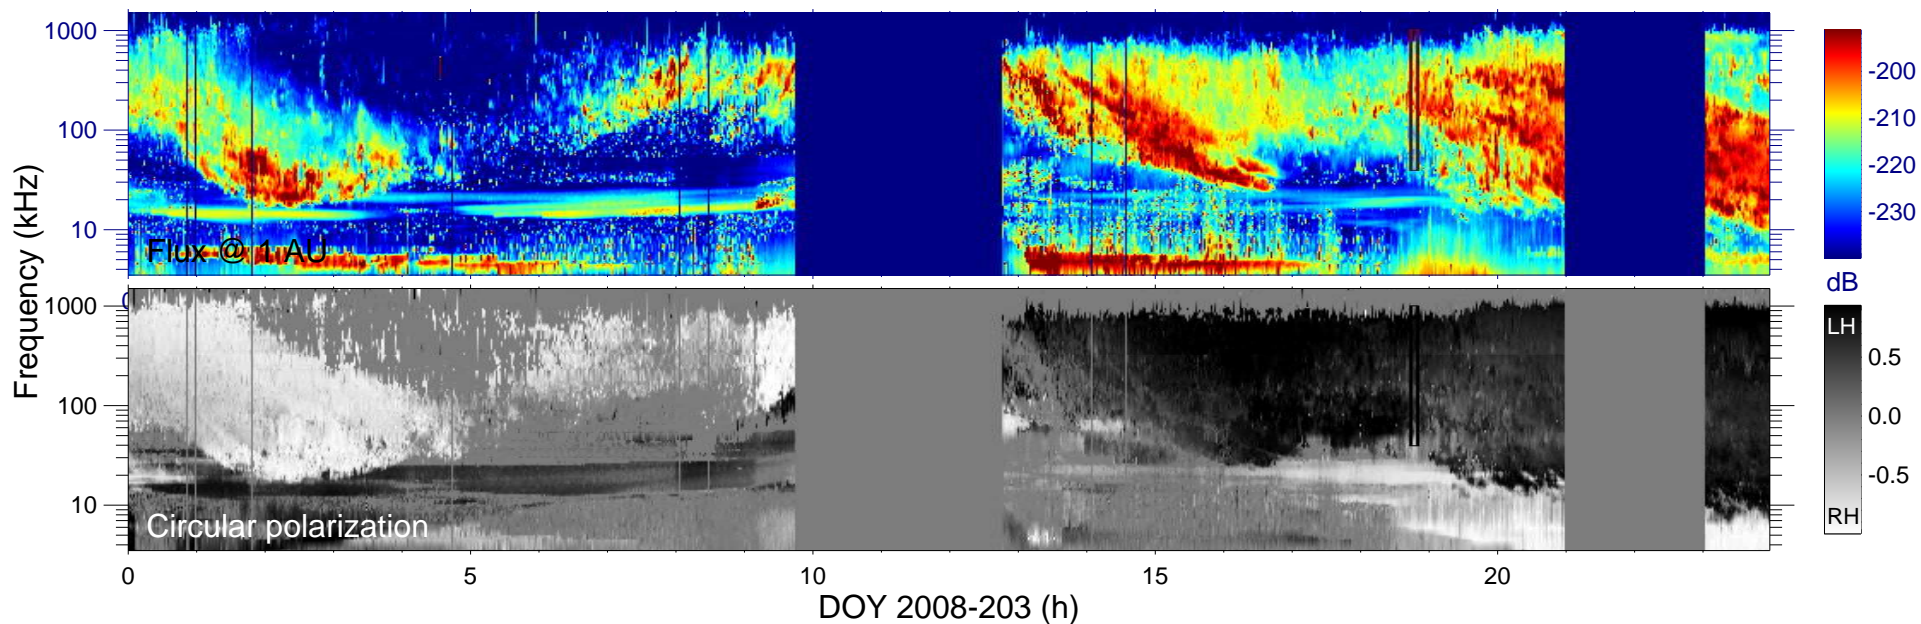 1000
100
10
Flux @ 1 AU
-200
-210
-220
-230
dB
0
Frequency (kHz)
1000
100
10
Circular polarization
LH
0.5
0.0
-0.5
RH
0 5 10 15 20
DOY 2008-203 (h)